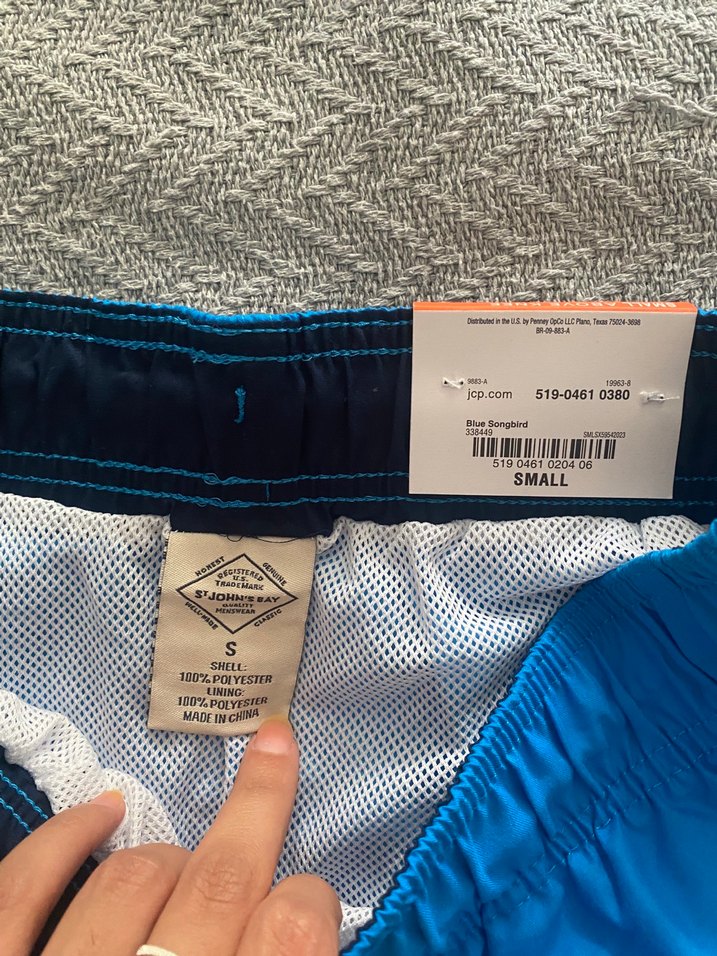 Distributed in the U.S. by Penney OpCo LLC Plano, Texas 75024-3698
BR-09-883-A
9883-A 19963-8
jcp.com 519-0461 0380
Blue Songbird
338449 SMLSX59542023
519 0461 0204 06
SMALL
HONEST GENUINE
REGISTERED
U.S.
TRADEMARK
ST JOHN'S BAY
QUALITY
MENSWEAR
WELL-MADE CLASSIC
S
SHELL:
100% POLYESTER
LINING:
100% POLYESTER
MADE IN CHINA